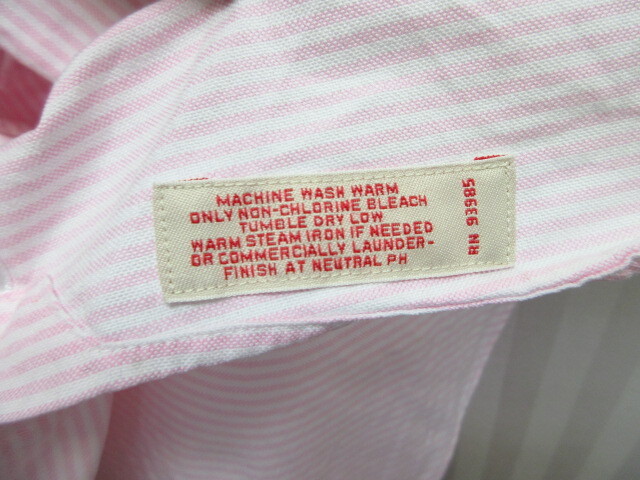 MACHINE WASH WARM
ONLY NON-CHLORINE BLEACH
TUMBLE DRY LOW
WARM STEAM IRON IF NEEDED
OR COMMERCIALLY LAUNDER-
FINISH AT NEUTRAL PH
RN 93985